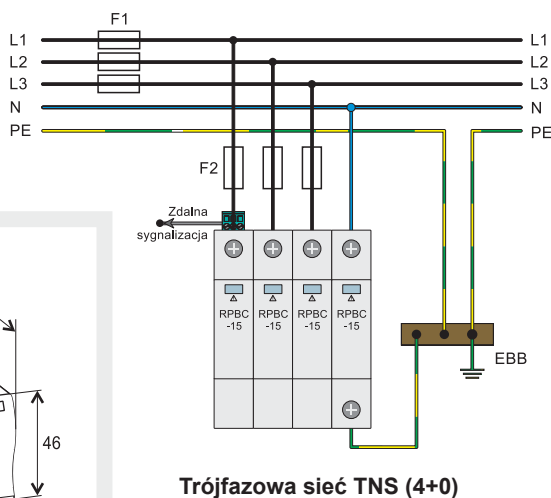 F1
L1 L1
L2 L2
L3 L3
N N
PE PE
F2
Zdalna
sygnalizacja
RPBC RPBC RPBC RPBC
-15 -15 -15 -15
EBB
46
Trójfazowa sieć TNS (4+0)